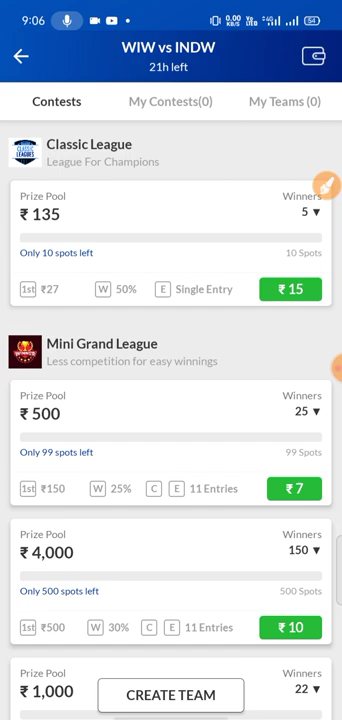 9:06
0.00 KB/S
54
WIW vs INDW
21h left
Contests
My Contests(0)
My Teams (0)
Classic League
League For Champions
Prize Pool
Winners
₹ 135
5 ▼
Only 10 spots left
10 Spots
1st ₹27
W 50%
E Single Entry
₹ 15
Mini Grand League
Less competition for easy winnings
Prize Pool
Winners
₹ 500
25 ▼
Only 99 spots left
99 Spots
1st ₹150
W 25%
C E 11 Entries
₹ 7
Prize Pool
Winners
₹ 4,000
150 ▼
Only 500 spots left
500 Spots
1st ₹500
W 30%
C E 11 Entries
₹ 10
Prize Pool
Winners
₹ 1,000
22 ▼
CREATE TEAM